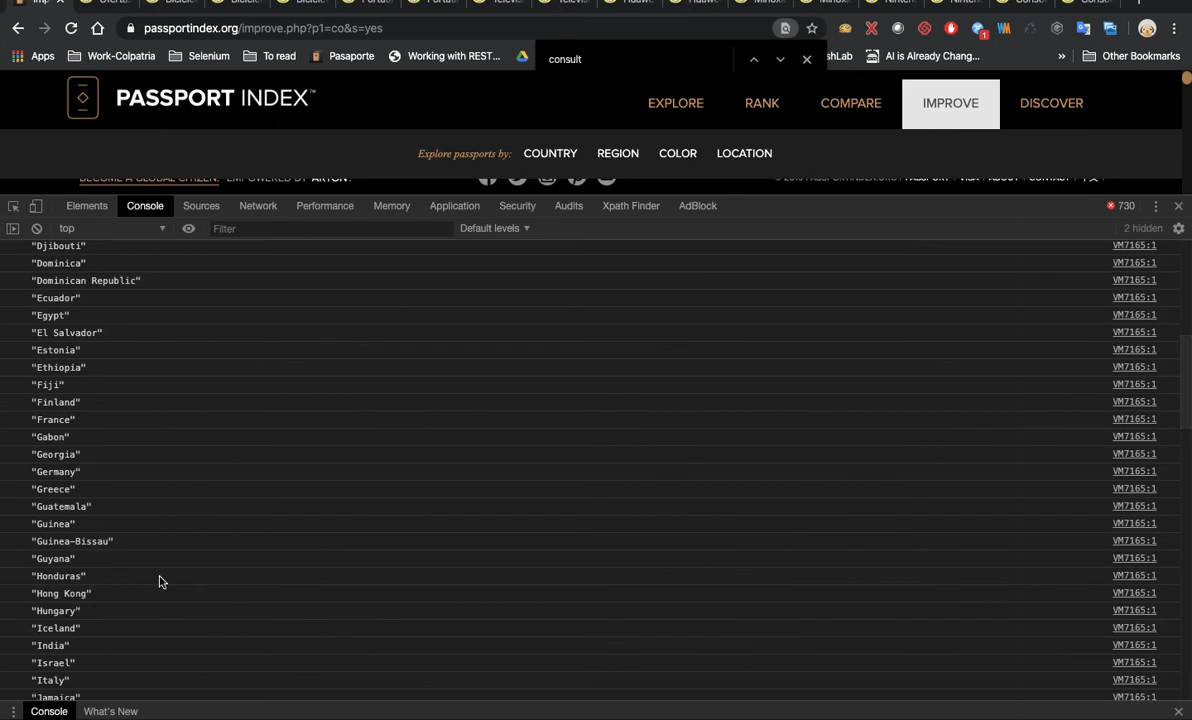 passportindex.org/improve.php?p1=co&s=yes
Apps Work-Colpatria Selenium To read Pasaporte Working with REST... consult shLab AI is Already Chang... » Other Bookmarks
PASSPORT INDEX™ EXPLORE RANK COMPARE IMPROVE DISCOVER
Explore passports by: COUNTRY REGION COLOR LOCATION
BECOME A GLOBAL CITIZEN. EMPOWERED BY ARTON.
Elements Console Sources Network Performance Memory Application Security Audits Xpath Finder AdBlock 730
top Filter Default levels 2 hidden
"Djibouti" VM7165:1
"Dominica" VM7165:1
"Dominican Republic" VM7165:1
"Ecuador" VM7165:1
"Egypt" VM7165:1
"El Salvador" VM7165:1
"Estonia" VM7165:1
"Ethiopia" VM7165:1
"Fiji" VM7165:1
"Finland" VM7165:1
"France" VM7165:1
"Gabon" VM7165:1
"Georgia" VM7165:1
"Germany" VM7165:1
"Greece" VM7165:1
"Guatemala" VM7165:1
"Guinea" VM7165:1
"Guinea-Bissau" VM7165:1
"Guyana" VM7165:1
"Honduras" VM7165:1
"Hong Kong" VM7165:1
"Hungary" VM7165:1
"Iceland" VM7165:1
"India" VM7165:1
"Israel" VM7165:1
"Italy" VM7165:1
"Jamaica" VM7165:1
Console What's New